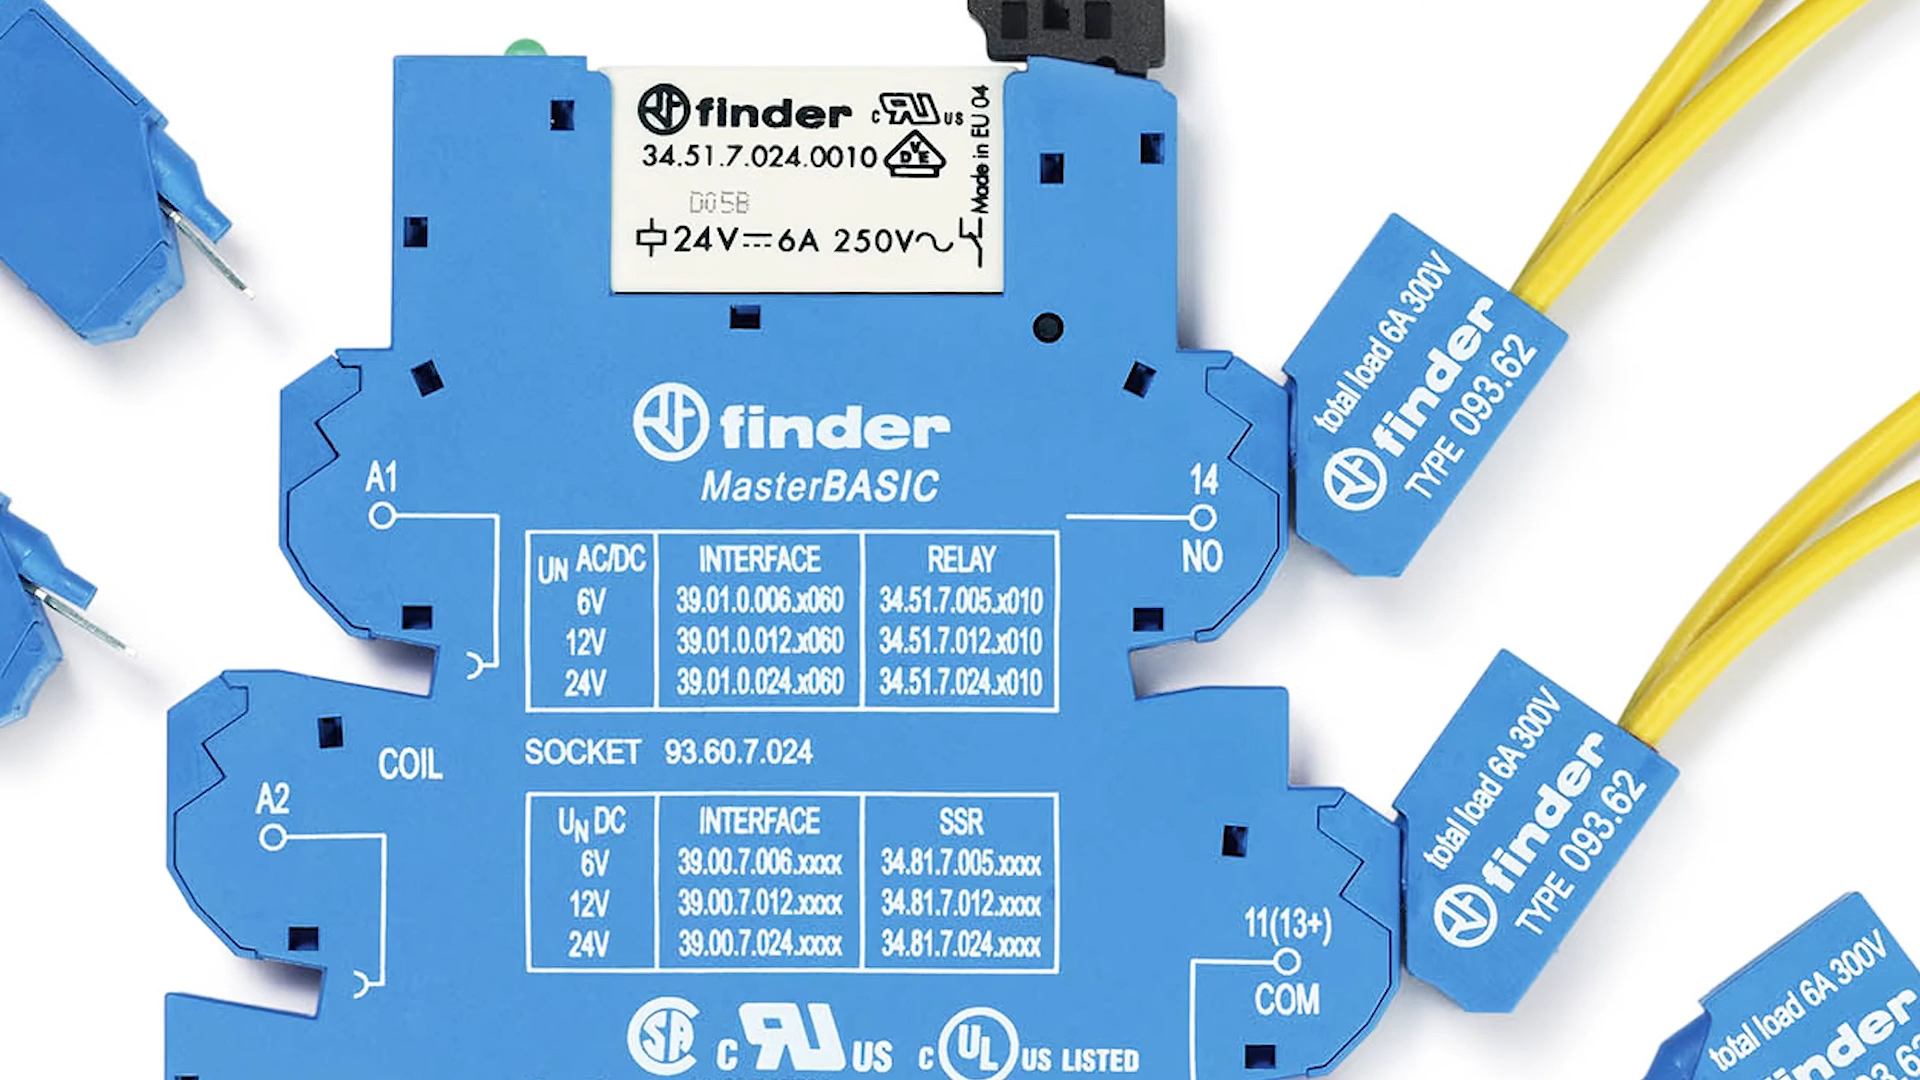 finder
c RU US
34.51.7.024.0010
VDE
D05B
24V 6A 250V
Made in EU 04
finder
MasterBASIC
A1
14
NO
UN AC/DC INTERFACE RELAY
6V 39.01.0.006.x060 34.51.7.005.x010
12V 39.01.0.012.x060 34.51.7.012.x010
24V 39.01.0.024.x060 34.51.7.024.x010
SOCKET 93.60.7.024
COIL
A2
UN DC INTERFACE SSR
6V 39.00.7.006.xxxx 34.81.7.005.xxxx
12V 39.00.7.012.xxxx 34.81.7.012.xxxx
24V 39.00.7.024.xxxx 34.81.7.024.xxxx
11(13+)
COM
SA c RU US c UL US LISTED
total load 6A 300V
finder
TYPE 093.62
total load 6A 300V
finder
TYPE 093.62
total load 6A 300V
finder